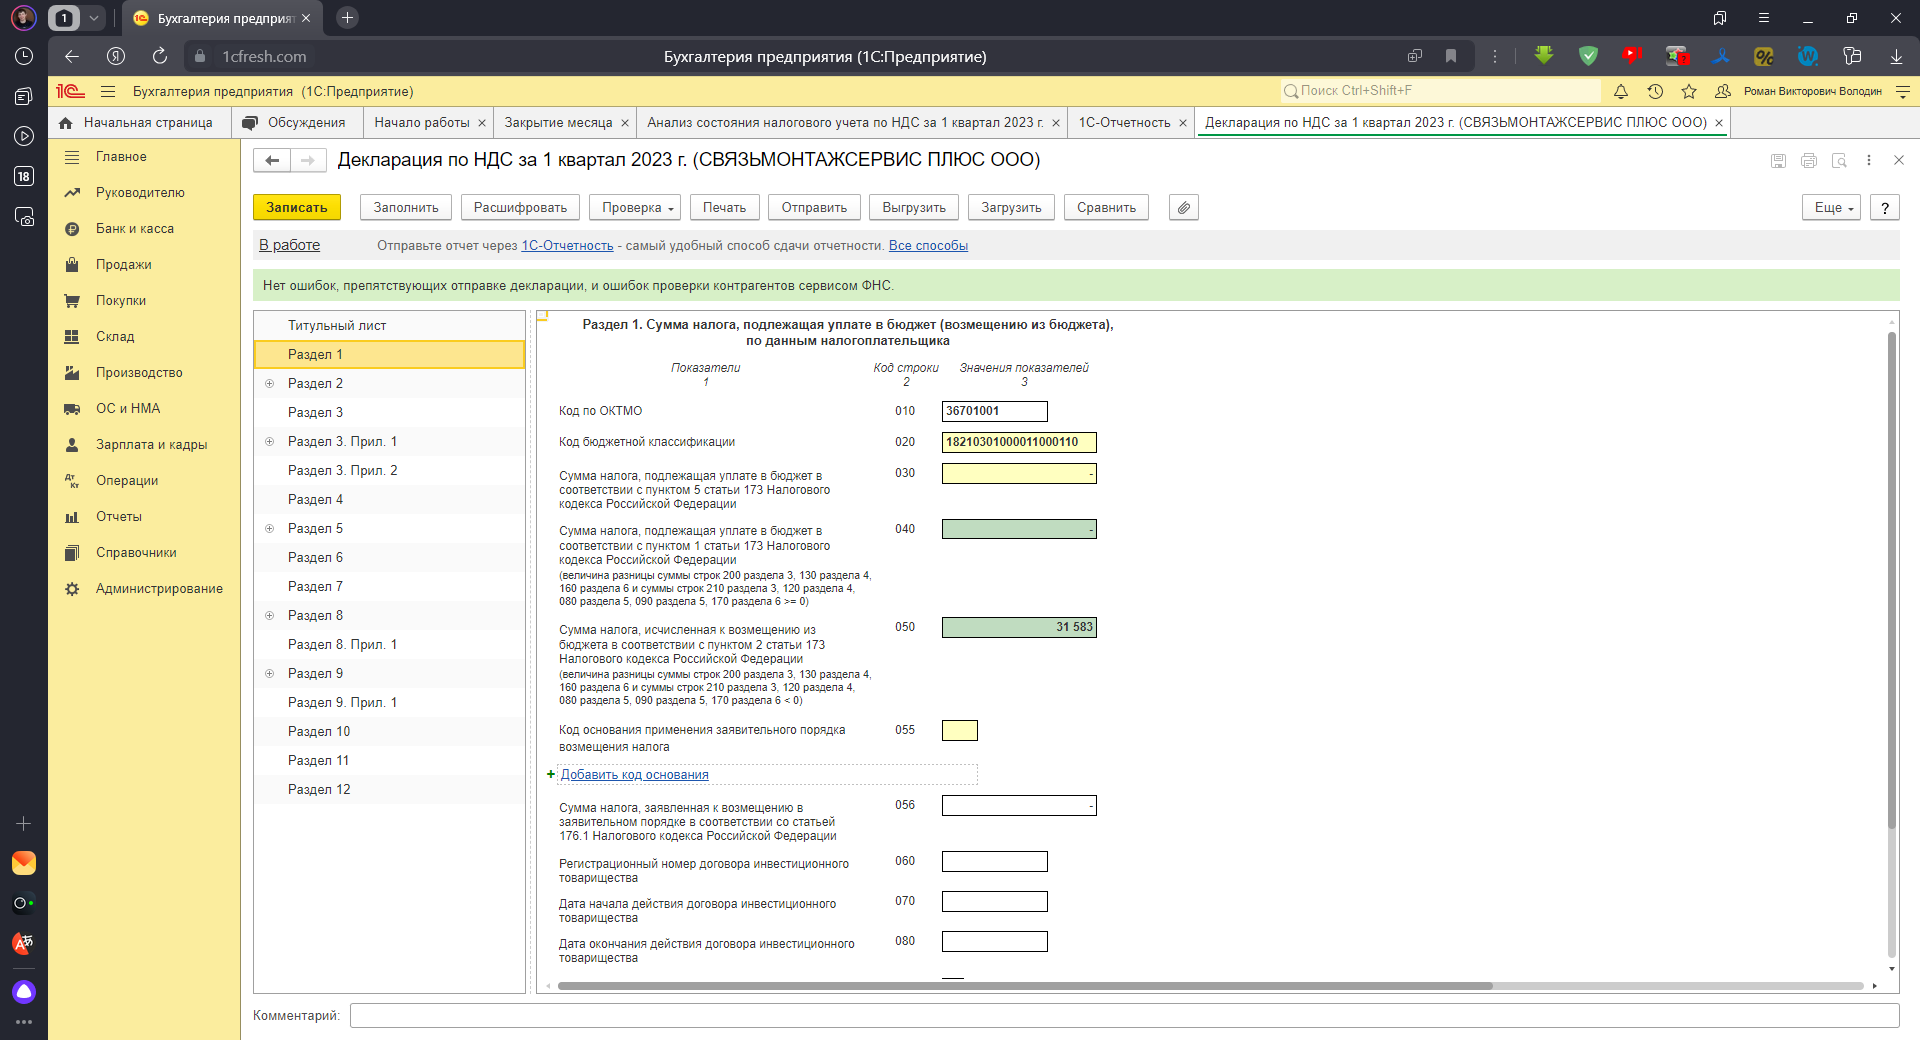 1
Бухгалтерия предприят
1cfresh.com
Бухгалтерия предприятия (1С:Предприятие)
18
Бухгалтерия предприятия (1С:Предприятие)
Поиск Ctrl+Shift+F
Роман Викторович Володин
Начальная страница
Обсуждения
Начало работы
Закрытие месяца
Анализ состояния налогового учета по НДС за 1 квартал 2023 г.
1С-Отчетность
Декларация по НДС за 1 квартал 2023 г. (СВЯЗЬМОНТАЖСЕРВИС ПЛЮС ООО)
Главное
Руководителю
Банк и касса
Продажи
Покупки
Склад
Производство
ОС и НМА
Зарплата и кадры
Операции
Отчеты
Справочники
Администрирование
Декларация по НДС за 1 квартал 2023 г. (СВЯЗЬМОНТАЖСЕРВИС ПЛЮС ООО)
Записать
Заполнить
Расшифровать
Проверка
Печать
Отправить
Выгрузить
Загрузить
Сравнить
Еще
?
В работе
Отправьте отчет через 1С-Отчетность - самый удобный способ сдачи отчетности. Все способы
Нет ошибок, препятствующих отправке декларации, и ошибок проверки контрагентов сервисом ФНС.
Титульный лист
Раздел 1
Раздел 2
Раздел 3
Раздел 3. Прил. 1
Раздел 3. Прил. 2
Раздел 4
Раздел 5
Раздел 6
Раздел 7
Раздел 8
Раздел 8. Прил. 1
Раздел 9
Раздел 9. Прил. 1
Раздел 10
Раздел 11
Раздел 12
Раздел 1. Сумма налога, подлежащая уплате в бюджет (возмещению из бюджета),
по данным налогоплательщика
Показатели Код строки Значения показателей
1 2 3
Код по ОКТМО 010 36701001
Код бюджетной классификации 020 18210301000011000110
Сумма налога, подлежащая уплате в бюджет в 030 -
соответствии с пунктом 5 статьи 173 Налогового
кодекса Российской Федерации
Сумма налога, подлежащая уплате в бюджет в 040 -
соответствии с пунктом 1 статьи 173 Налогового
кодекса Российской Федерации
(величина разницы суммы строк 200 раздела 3, 130 раздела 4,
160 раздела 6 и суммы строк 210 раздела 3, 120 раздела 4,
080 раздела 5, 090 раздела 5, 170 раздела 6 >= 0)
Сумма налога, исчисленная к возмещению из 050 31 583
бюджета в соответствии с пунктом 2 статьи 173
Налогового кодекса Российской Федерации
(величина разницы суммы строк 200 раздела 3, 130 раздела 4,
160 раздела 6 и суммы строк 210 раздела 3, 120 раздела 4,
080 раздела 5, 090 раздела 5, 170 раздела 6 < 0)
Код основания применения заявительного порядка 055
возмещения налога
Добавить код основания
Сумма налога, заявленная к возмещению в 056 -
заявительном порядке в соответствии со статьей
176.1 Налогового кодекса Российской Федерации
Регистрационный номер договора инвестиционного 060
товарищества
Дата начала действия договора инвестиционного 070
товарищества
Дата окончания действия договора инвестиционного 080
товарищества
Комментарий: